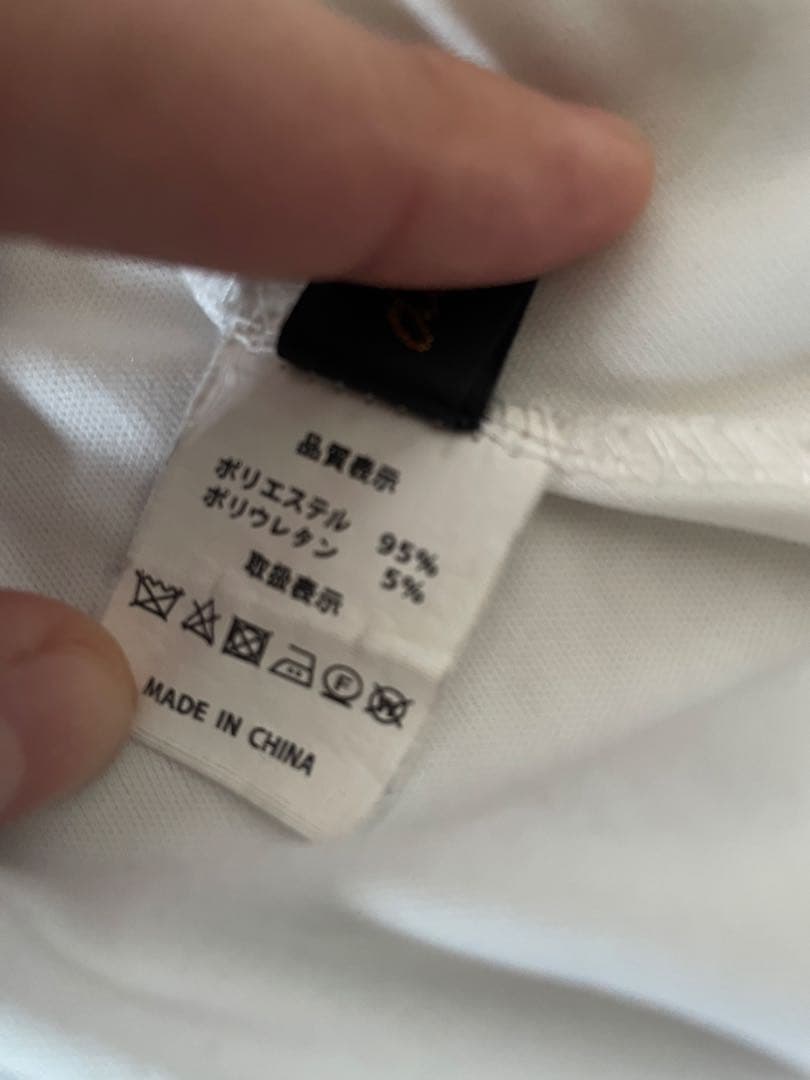 品質表示
ポリエステル 95%
ポリウレタン 5%
取扱表示
F W
MADE IN CHINA